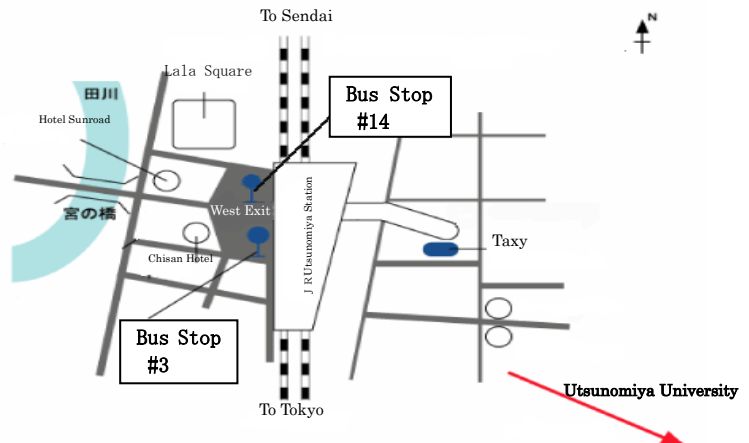 To Sendai
N
Lala Square
田川
Bus Stop
#14
Hotel Sunroad
West Exit
宮の橋
JR Utsunomiya Station
Taxy
Chisan Hotel
Bus Stop
#3
Utsunomiya University
To Tokyo